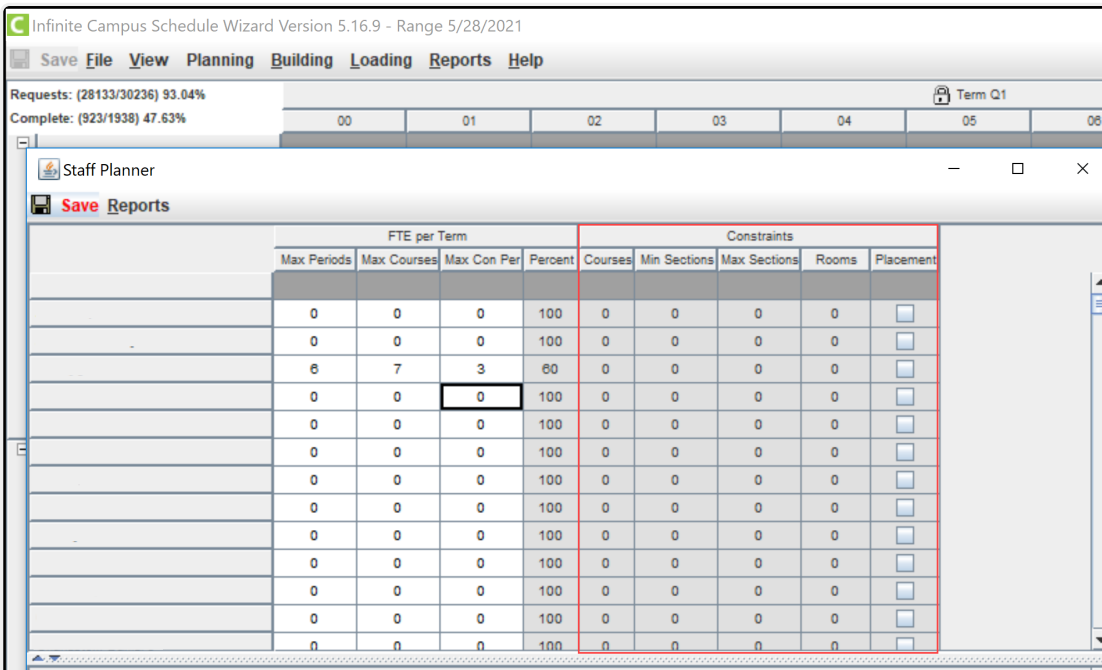 Infinite Campus Schedule Wizard Version 5.16.9 - Range 5/28/2021
Save File View Planning Building Loading Reports Help
Requests: (28133/30236) 93.04%
Term Q1
Complete: (923/1938) 47.63%
00 01 02 03 04 05 06
Staff Planner
Save Reports
FTE per Term Constraints
Max Periods Max Courses Max Con Per Percent Courses Min Sections Max Sections Rooms Placement
0 0 0 100 0 0 0 0
0 0 0 100 0 0 0 0
6 7 3 60 0 0 0 0
0 0 0 100 0 0 0 0
0 0 0 100 0 0 0 0
0 0 0 100 0 0 0 0
0 0 0 100 0 0 0 0
0 0 0 100 0 0 0 0
0 0 0 100 0 0 0 0
0 0 0 100 0 0 0 0
0 0 0 100 0 0 0 0
0 0 0 100 0 0 0 0
0 0 0 100 0 0 0 0